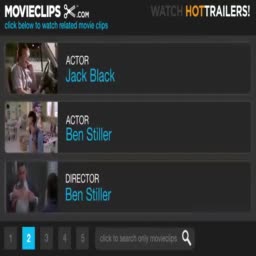 MOVIECLIPS .COM WATCH HOTTRAILERS!
click below to watch related movie clips
ACTOR
Jack Black
ACTOR
Ben Stiller
DIRECTOR
Ben Stiller
1 2 3 4 5 click to search only movieclips